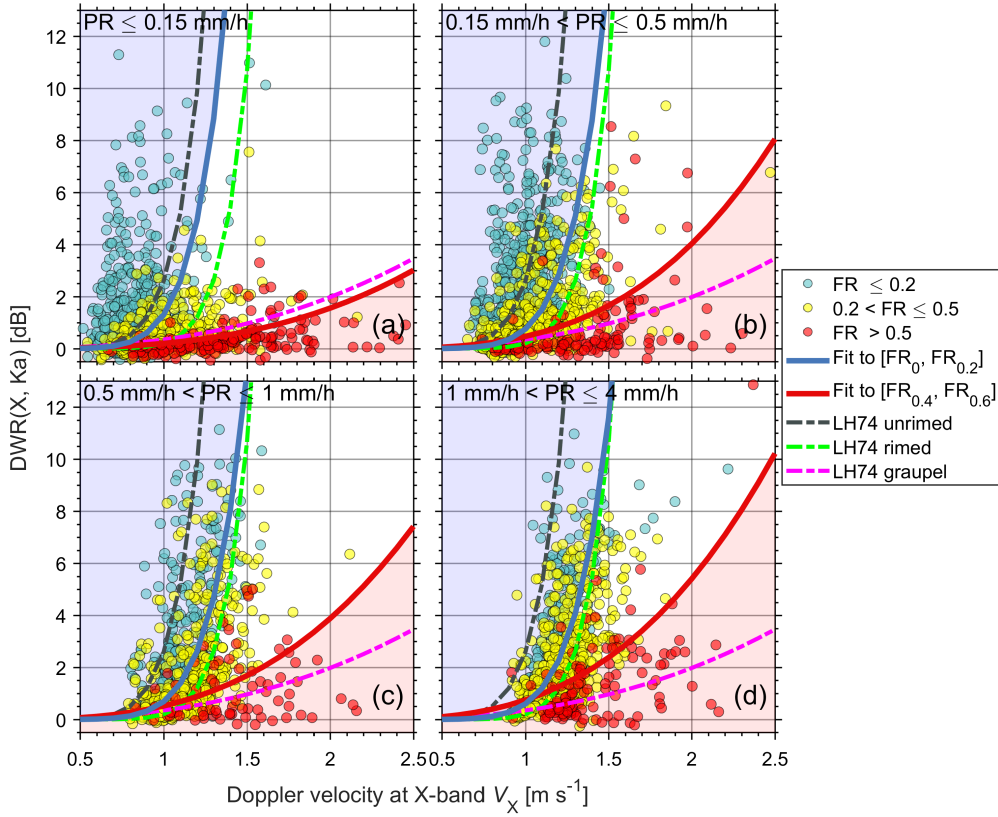 PR ≤ 0.15 mm/h
0.15 mm/h < PR ≤ 0.5 mm/h
12
10
8
6
4
2
0
(a)
(b)
FR ≤ 0.2
0.2 < FR ≤ 0.5
FR > 0.5
Fit to [FR0, FR0.2]
Fit to [FR0.4, FR0.6]
LH74 unrimed
LH74 rimed
LH74 graupel
DWR(X, Ka) [dB]
0.5 mm/h < PR ≤ 1 mm/h
1 mm/h < PR ≤ 4 mm/h
12
10
8
6
4
2
0
(c)
(d)
0.5 1 1.5 2 2.5 0.5 1 1.5 2 2.5
Doppler velocity at X-band VX [m s-1]